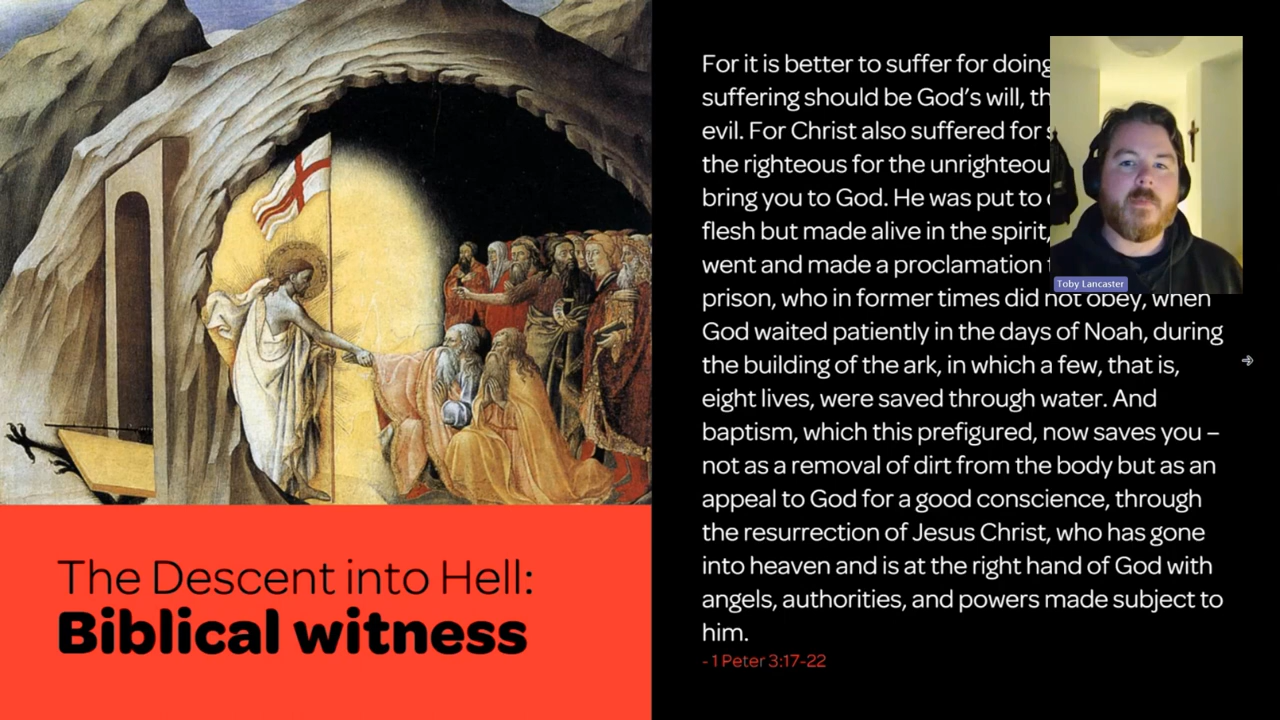 The Descent into Hell:
Biblical witness
For it is better to suffer for doing
suffering should be God's will, th
evil. For Christ also suffered for s
the righteous for the unrighteou
bring you to God. He was put to
flesh but made alive in the spirit,
went and made a proclamation t
prison, who in former times did not obey, when
God waited patiently in the days of Noah, during
the building of the ark, in which a few, that is,
eight lives, were saved through water. And
baptism, which this prefigured, now saves you –
not as a removal of dirt from the body but as an
appeal to God for a good conscience, through
the resurrection of Jesus Christ, who has gone
into heaven and is at the right hand of God with
angels, authorities, and powers made subject to
him.
- 1 Peter 3:17-22
Toby Lancaster